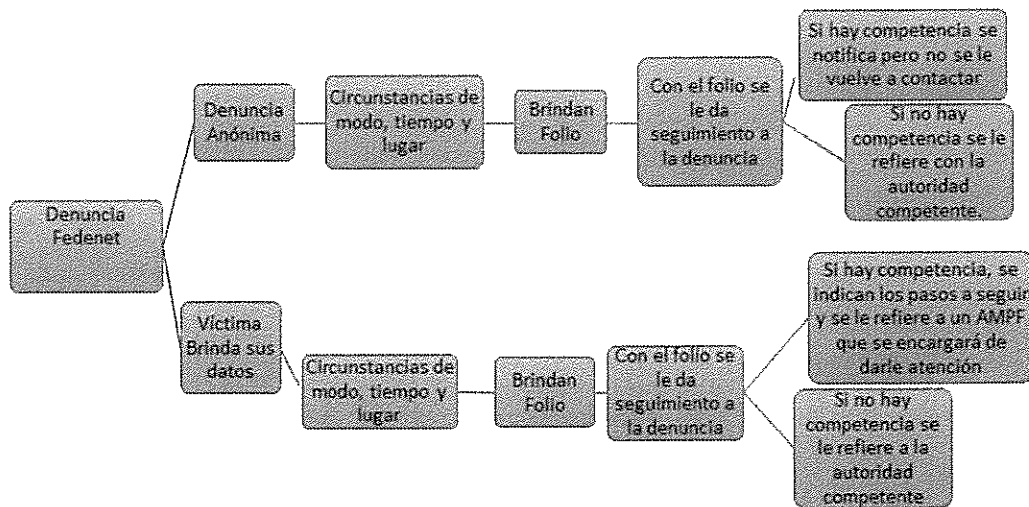 Denuncia
Fedenet
Denuncia
Anónima
Circunstancias de
modo, tiempo y
lugar
Brindan
Folio
Con el folio se
le da
seguimiento a
la denuncia
Si hay competencia se
notifica pero no se le
vuelve a contactar
Si no hay
competencia se le
refiere con la
autoridad
competente.
Víctima
Brinda sus
datos
Circunstancias de
modo, tiempo y
lugar
Brindan
Folio
Con el folio se
le da
seguimiento a
la denuncia
Si hay competencia, se
indican los pasos a seguir
y se le refiere a un AMPF
que se encargará de
darle atención
Si no hay
competencia se
le refiere a la
autoridad
competente